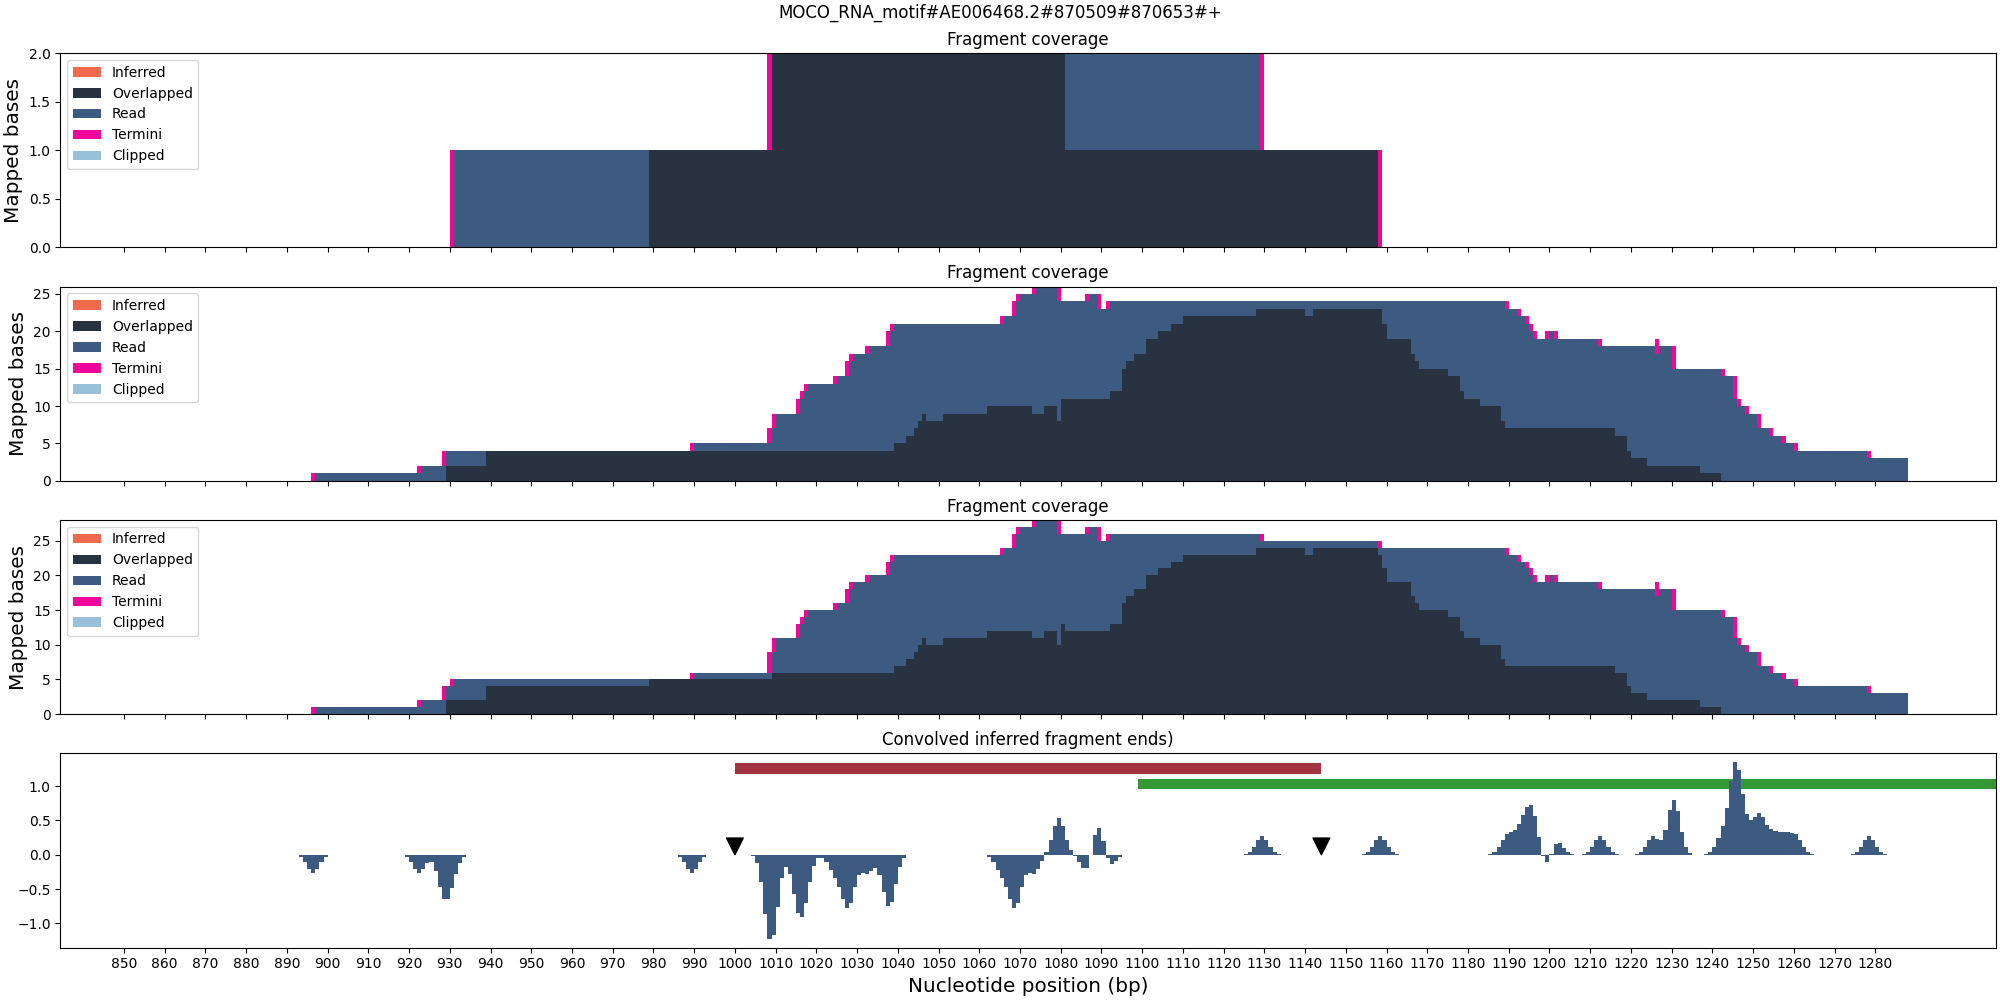 MOCO_RNA_motif#AE006468.2#870509#870653#+
Fragment coverage
Mapped bases
2.0
1.5
1.0
0.5
0.0
Inferred
Overlapped
Read
Termini
Clipped
Fragment coverage
Mapped bases
25
20
15
10
5
0
Inferred
Overlapped
Read
Termini
Clipped
Fragment coverage
Mapped bases
25
20
15
10
5
0
Inferred
Overlapped
Read
Termini
Clipped
Convolved inferred fragment ends)
1.0
0.5
0.0
−0.5
−1.0
850 860 870 880 890 900 910 920 930 940 950 960 970 980 990 1000 1010 1020 1030 1040 1050 1060 1070 1080 1090 1100 1110 1120 1130 1140 1150 1160 1170 1180 1190 1200 1210 1220 1230 1240 1250 1260 1270 1280
Nucleotide position (bp)